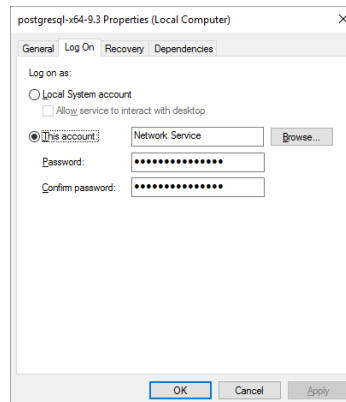 postgresql-x64-9.3 Properties (Local Computer)
General Log On Recovery Dependencies
Log on as:
Local System account
Allow service to interact with desktop
This account: Network Service Browse...
Password: •••••••••••••••
Confirm password: •••••••••••••••
OK Cancel Apply